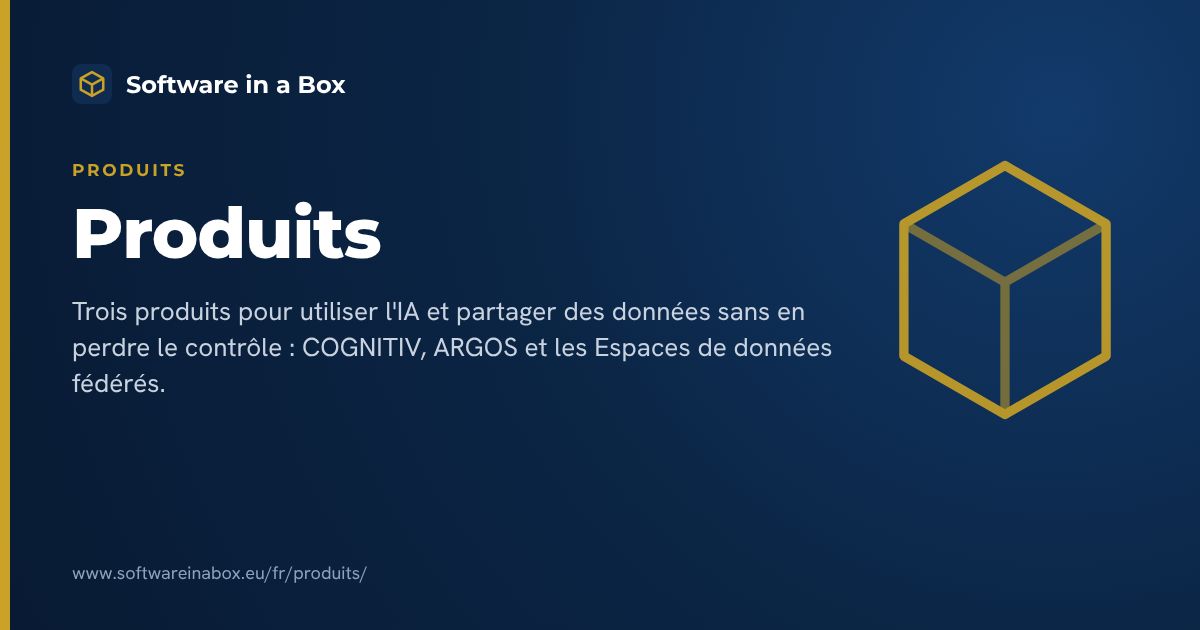 Software in a Box
PRODUITS
Produits
Trois produits pour utiliser l'IA et partager des données sans en
perdre le contrôle : COGNITIV, ARGOS et les Espaces de données
fédérés.
www.softwareinabox.eu/fr/produits/